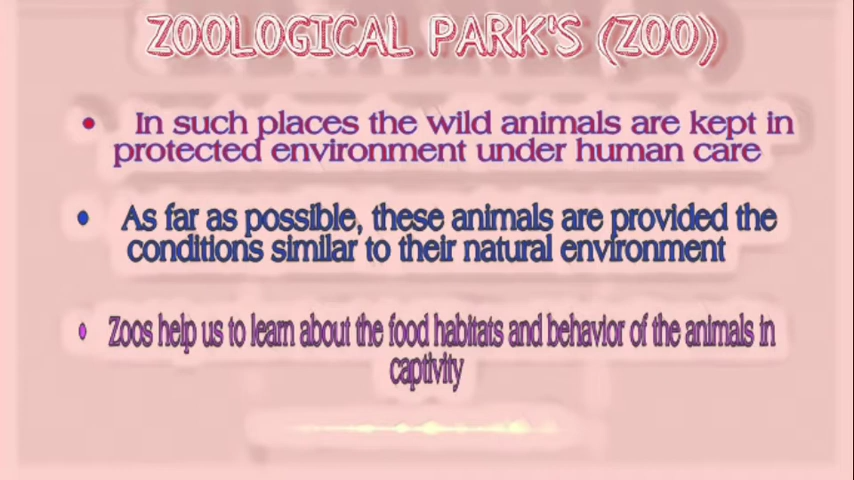 ZOOLOGICAL PARK'S (ZOO)
• In such places the wild animals are kept in
protected environment under human care
• As far as possible, these animals are provided the
conditions similar to their natural environment
• Zoos help us to learn about the food habitats and behavior of the animals in
captivity